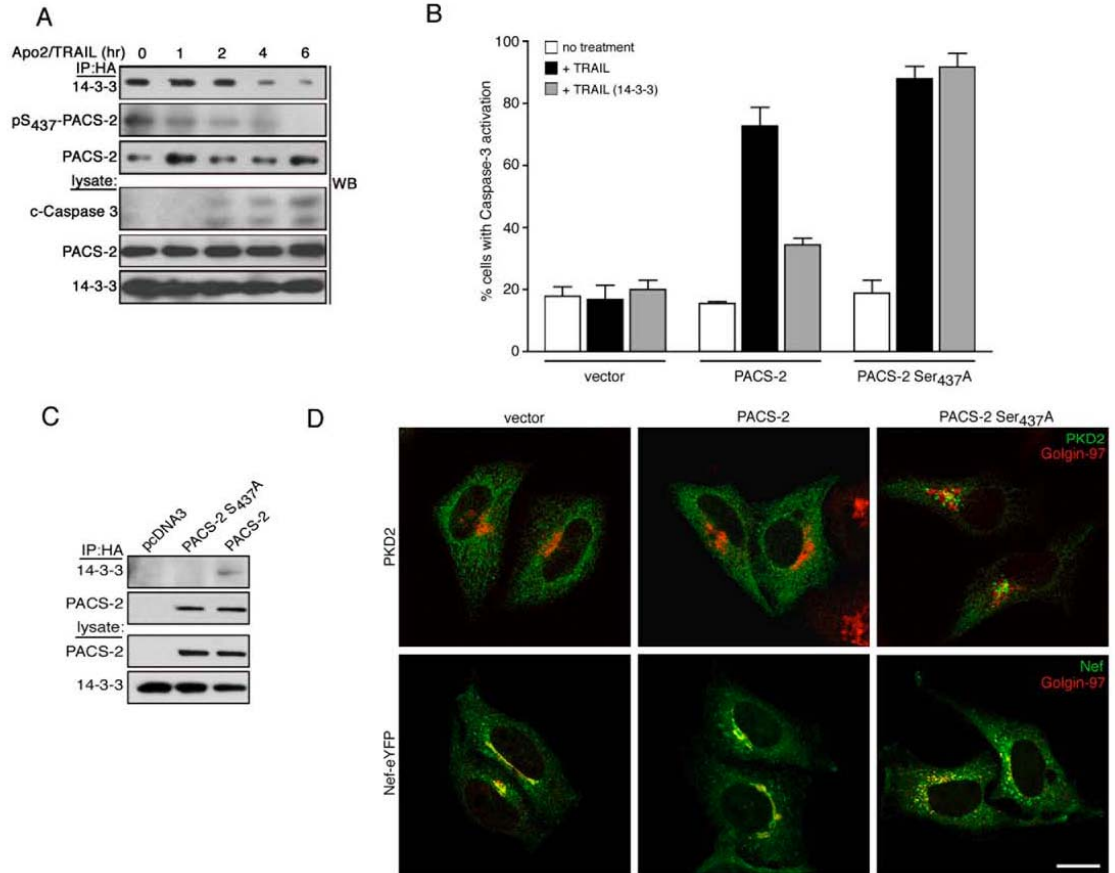 A
Apo2/TRAIL (hr) 0 1 2 4 6
IP:HA
14-3-3
pS437-PACS-2
PACS-2
lysate:
c-Caspase 3
PACS-2
14-3-3
WB
B
% cells with Caspase-3 activation
100
80
60
40
20
0
no treatment
+ TRAIL
+ TRAIL (14-3-3)
vector PACS-2 PACS-2 Ser437A
C
pcDNA3 PACS-2 S437A PACS-2
IP:HA
14-3-3
PACS-2
lysate:
PACS-2
14-3-3
D
vector PACS-2 PACS-2 Ser437A
PKD2
PKD2
Golgin-97
Nef-eYFP
Nef
Golgin-97